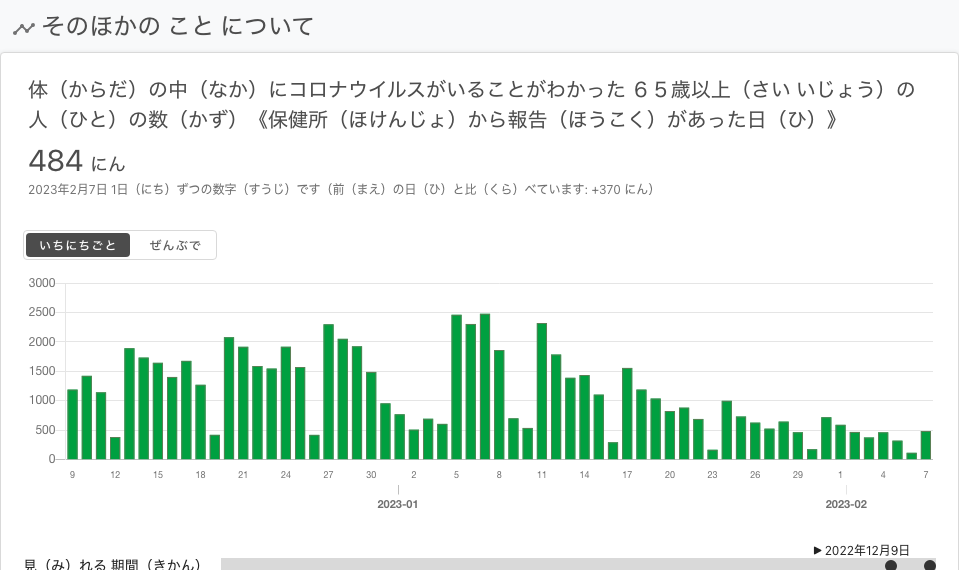 そのほかの こと について
体（からだ）の中（なか）にコロナウイルスがいることがわかった ６５歳以上（さい いじょう）の
人（ひと）の数（かず）《保健所（ほけんじょ）から報告（ほうこく）があった日（ひ）》
484 にん
2023年2月7日 1日（にち）ずつの数字（すうじ）です（前（まえ）の日（ひ）と比（くら）べています: +370 にん）
いちにちごと ぜんぶで
3000
2500
2000
1500
1000
500
0
9 12 15 18 21 24 27 30 2 5 8 11 14 17 20 23 26 29 1 4 7
2023-01 2023-02
▶ 2022年12月9日
見（み）れる 期間（きかん）